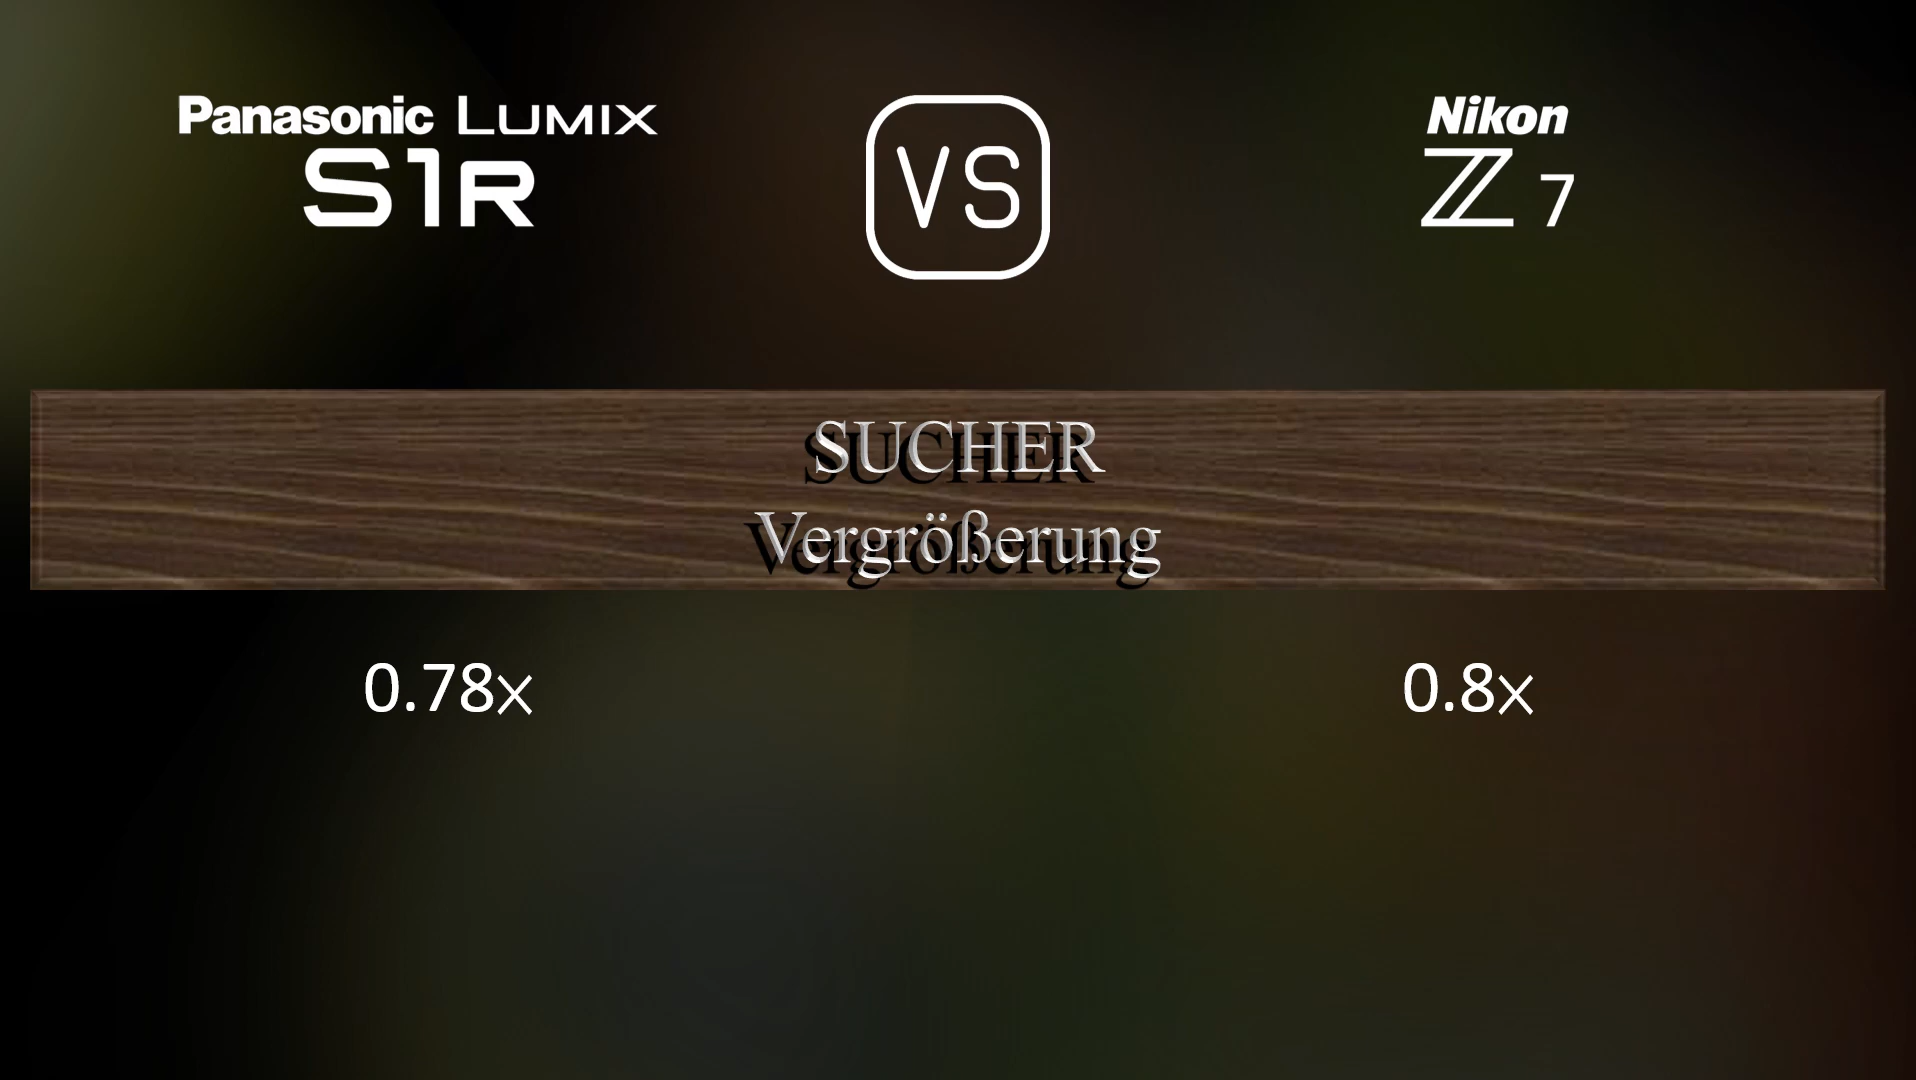 Panasonic LUMIX
S1R
VS
Nikon
Z 7
SUCHER
Vergrößerung
0.78x
0.8x